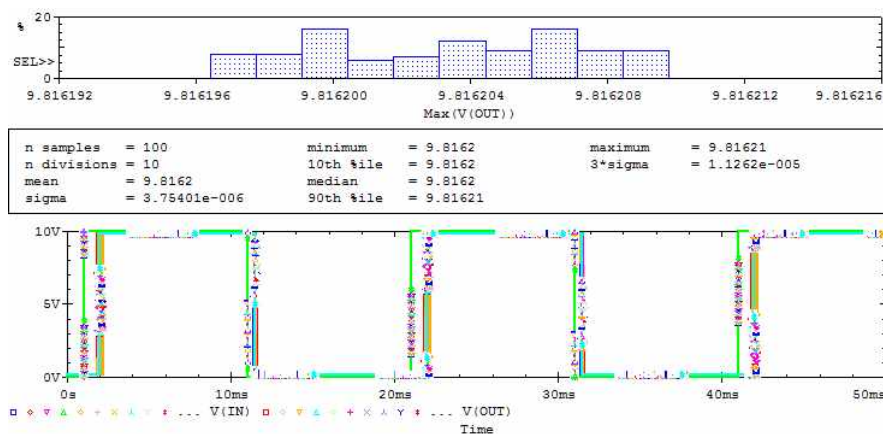 20
%
SEL>>
0
9.816192 9.816196 9.816200 9.816204 9.816208 9.816212 9.816216
Max(V(OUT))
n samples = 100 minimum = 9.8162 maximum = 9.81621
n divisions = 10 10th %ile = 9.8162 3*sigma = 1.1262e-005
mean = 9.8162 median = 9.8162
sigma = 3.75401e-006 90th %ile = 9.81621
10V
5V
0V
0s 10ms 20ms 30ms 40ms 50ms
... V(IN) ... V(OUT)
Time